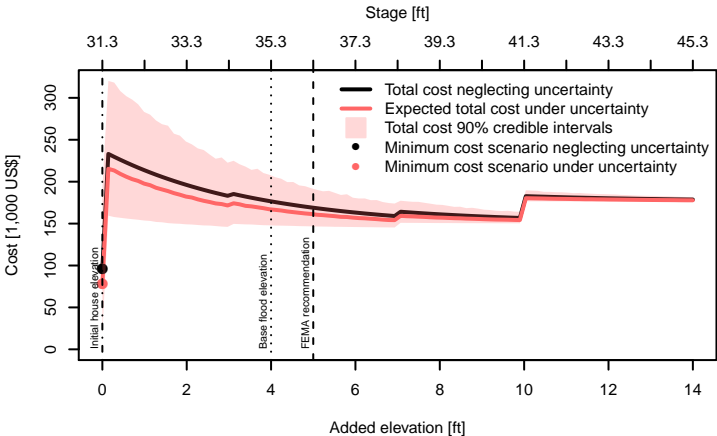 Stage [ft]
31.3 33.3 35.3 37.3 39.3 41.3 43.3 45.3
Total cost neglecting uncertainty
Expected total cost under uncertainty
Total cost 90% credible intervals
Minimum cost scenario neglecting uncertainty
Minimum cost scenario under uncertainty
Cost [1,000 US$]
300
250
200
150
100
50
0
Initial house elevation
Base flood elevation
FEMA recommendation
0 2 4 6 8 10 12 14
Added elevation [ft]